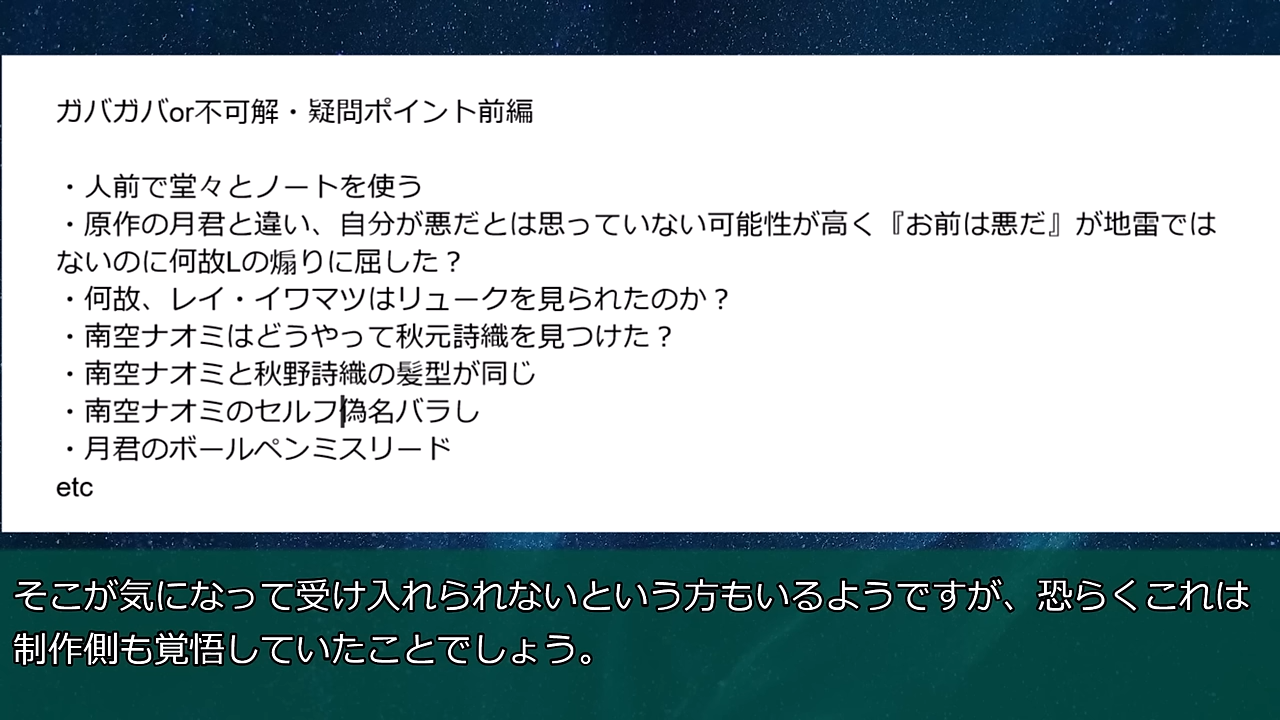 ガバガバor不可解・疑問ポイント前編
・人前で堂々とノートを使う
・原作の月君と違い、自分が悪だとは思っていない可能性が高く『お前は悪だ』が地雷では
ないのに何故Lの煽りに屈した？
・何故、レイ・イワマツはリュークを見られたのか？
・南空ナオミはどうやって秋元詩織を見つけた？
・南空ナオミと秋野詩織の髪型が同じ
・南空ナオミのセルフ偽名バラし
・月君のボールペンミスリード
etc
そこが気になって受け入れられないという方もいるようですが、恐らくこれは
制作側も覚悟していたことでしょう。